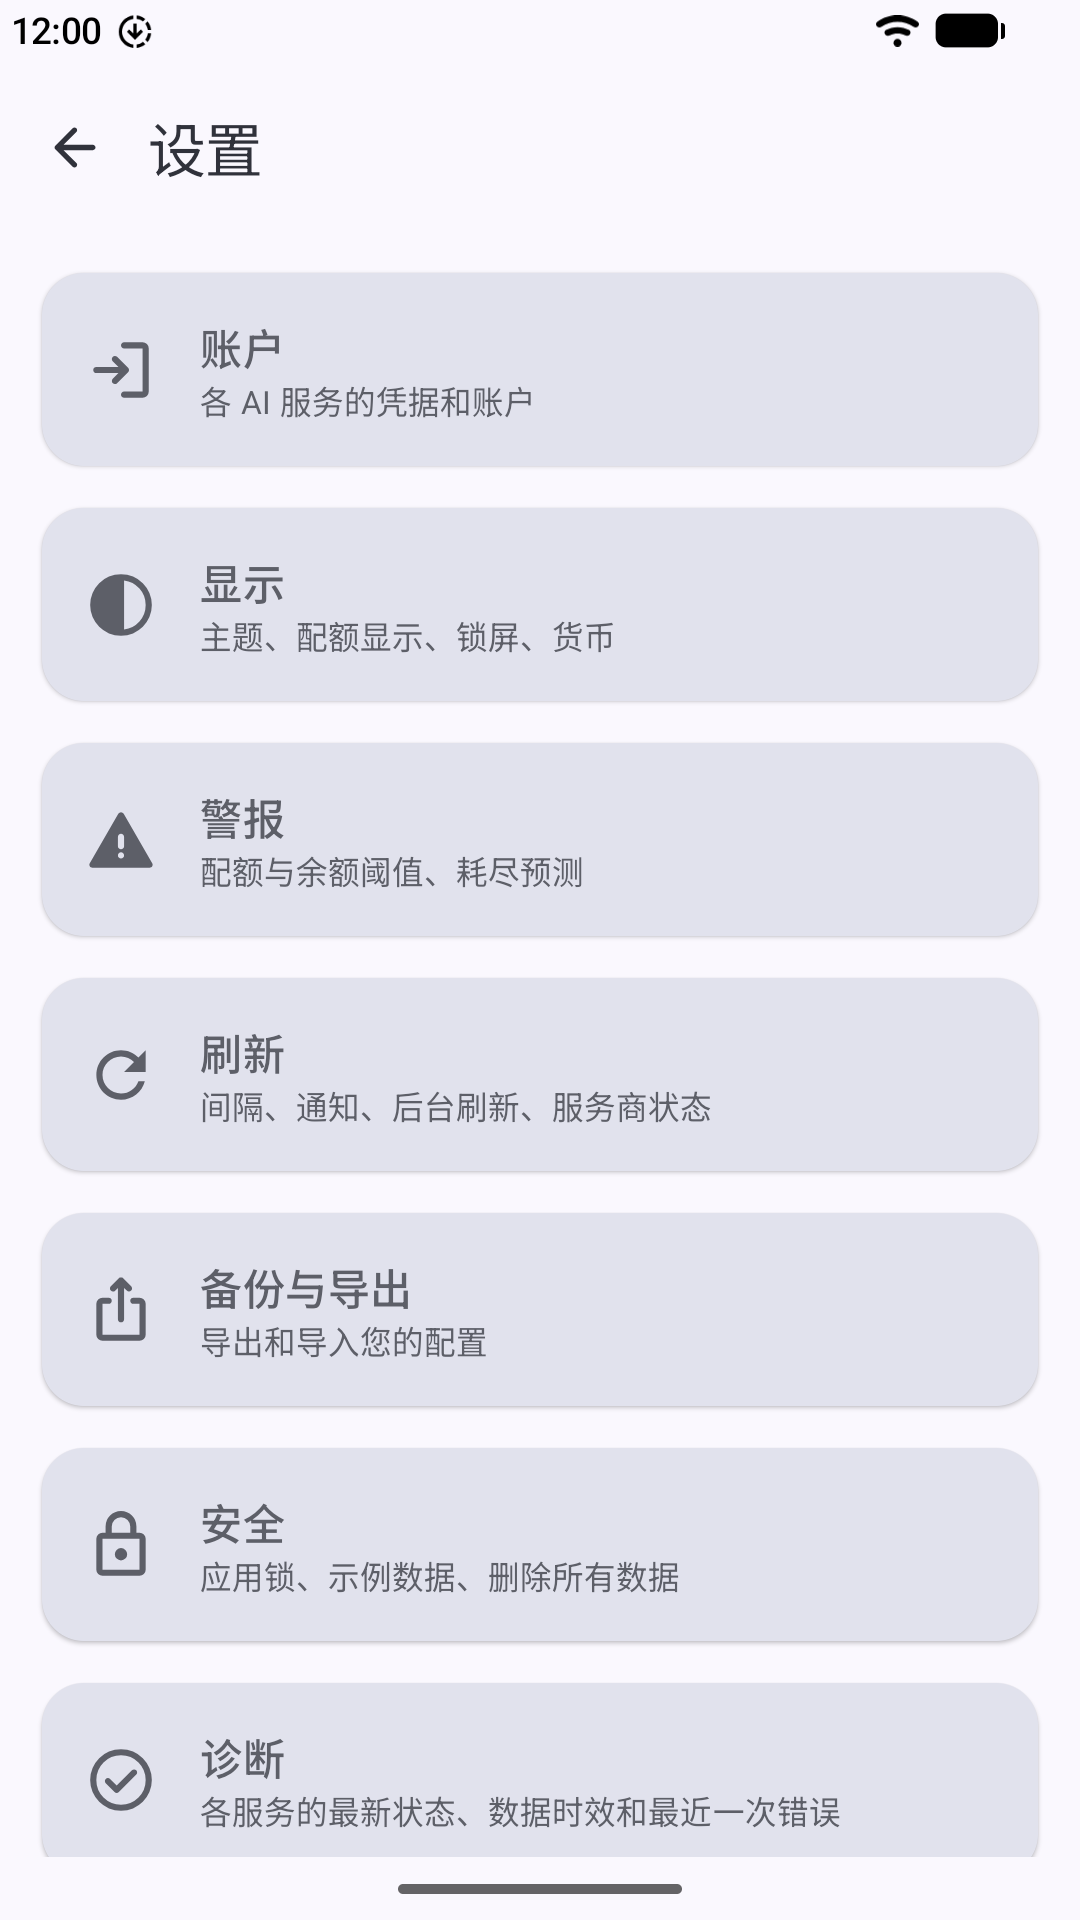 12:00
设置
账户
各 AI 服务的凭据和账户
显示
主题、配额显示、锁屏、货币
警报
配额与余额阈值、耗尽预测
刷新
间隔、通知、后台刷新、服务商状态
备份与导出
导出和导入您的配置
安全
应用锁、示例数据、删除所有数据
诊断
各服务的最新状态、数据时效和最近一次错误